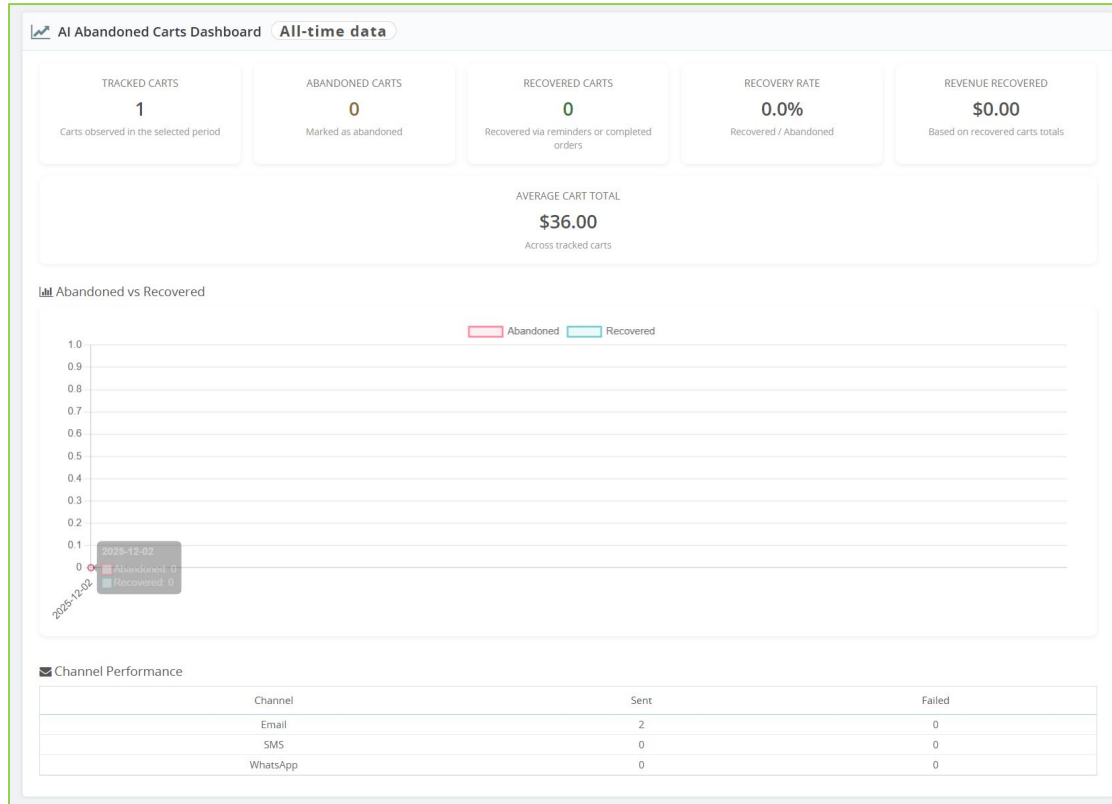 AI Abandoned Carts Dashboard All-time data
TRACKED CARTS
1
Carts observed in the selected period
ABANDONED CARTS
0
Marked as abandoned
RECOVERED CARTS
0
Recovered via reminders or completed
orders
RECOVERY RATE
0.0%
Recovered / Abandoned
REVENUE RECOVERED
$0.00
Based on recovered carts totals
AVERAGE CART TOTAL
$36.00
Across tracked carts
Abandoned vs Recovered
Abandoned Recovered
1.0
0.9
0.8
0.7
0.6
0.5
0.4
0.3
0.2
0.1
0
2025-12-02
Abandoned: 0
Recovered: 0
2025-12-02
Channel Performance
Channel Sent Failed
Email 2 0
SMS 0 0
WhatsApp 0 0